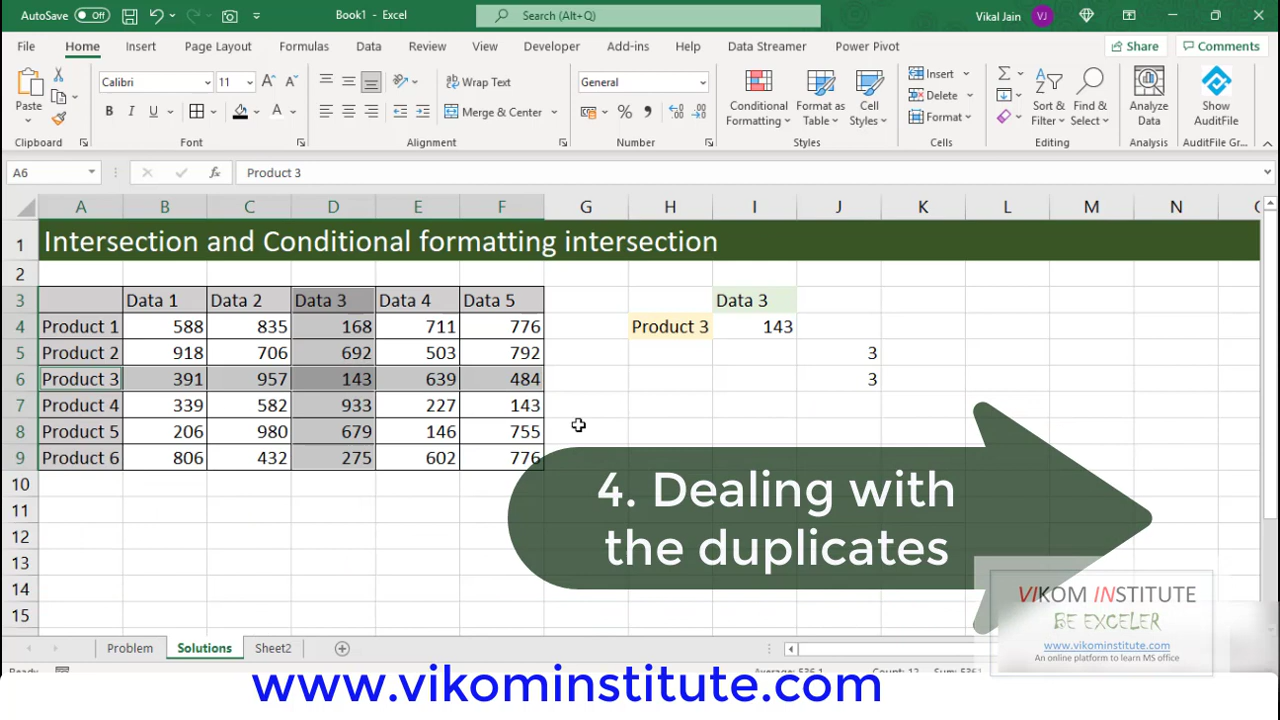 AutoSave Off Book1 - Excel Search (Alt+Q) Vikal Jain VJ
File Home Insert Draw Page Layout Formulas Data Review View Developer Add-ins Help Data Streamer Power Pivot Share Comments
Calibri 11 Wrap Text General Insert
Paste B I U Merge & Center % Conditional Formatting Format as Table Cell Styles Delete Format Sort & Filter Find & Select Analyze Data Show AuditFile
Clipboard Font Alignment Number Styles Cells Editing Analysis AuditFile Gr...
A6 fx Product 3
A B C D E F G H I J K L M N
1 Intersection and Conditional formatting intersection
2
3 Data 1 Data 2 Data 3 Data 4 Data 5 Data 3
4 Product 1 588 835 168 711 776 Product 3 143
5 Product 2 918 706 692 503 792 3
6 Product 3 391 957 143 639 484 3
7 Product 4 339 582 933 227 143
8 Product 5 206 980 679 146 755
9 Product 6 806 432 275 602 776
10
11
12
13
14
15
4. Dealing with
the duplicates
VIKOM INSTITUTE
BE EXCELER
www.vikominstitute.com
An online platform to learn MS office
Problem Solutions Sheet2
www.vikominstitute.com